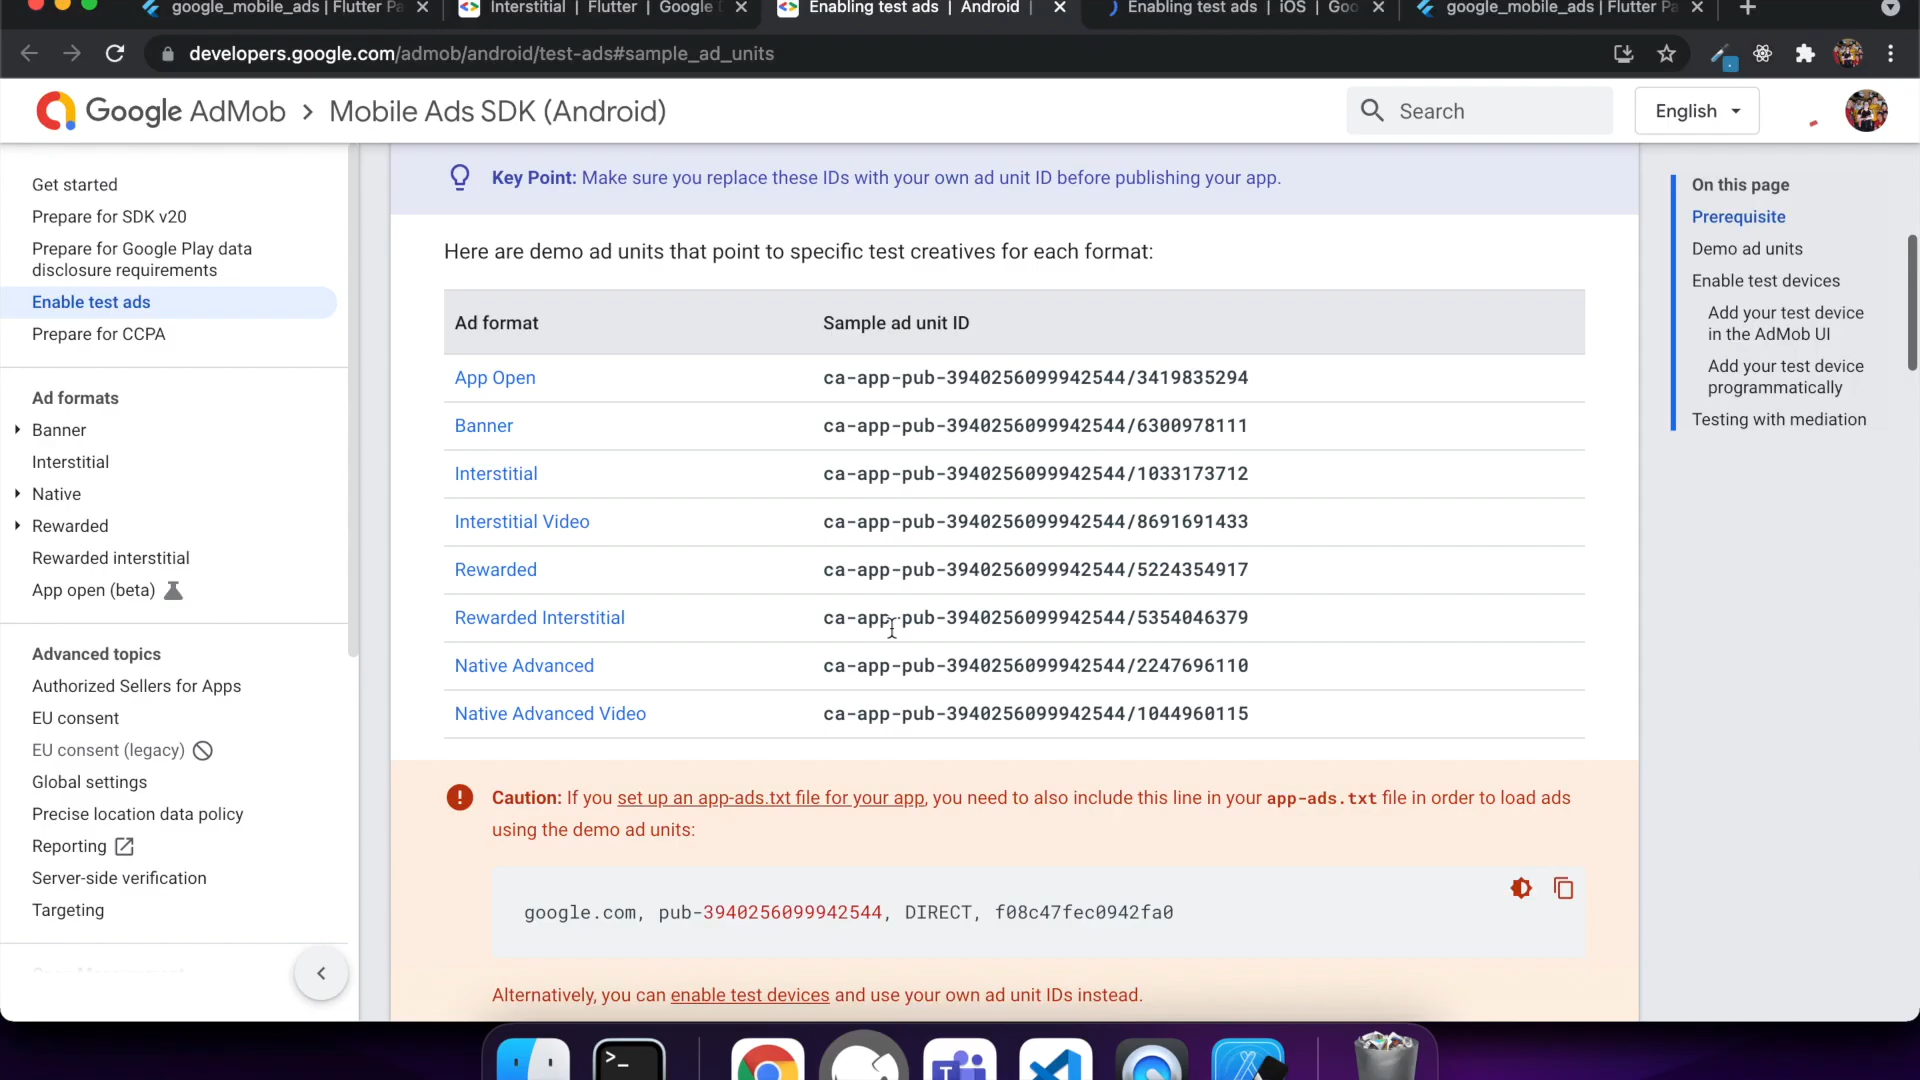 google_mobile_ads | Flutter Pa
Interstitial | Flutter | Google
Enabling test ads | Android |
Enabling test ads | iOS | Goo
google_mobile_ads | Flutter Pa
developers.google.com/admob/android/test-ads#sample_ad_units
Google AdMob > Mobile Ads SDK (Android)
Search
English
Get started
Prepare for SDK v20
Prepare for Google Play data
disclosure requirements
Enable test ads
Prepare for CCPA
Ad formats
Banner
Interstitial
Native
Rewarded
Rewarded interstitial
App open (beta)
Advanced topics
Authorized Sellers for Apps
EU consent
EU consent (legacy)
Global settings
Precise location data policy
Reporting
Server-side verification
Targeting
Key Point: Make sure you replace these IDs with your own ad unit ID before publishing your app.
Here are demo ad units that point to specific test creatives for each format:
Ad format Sample ad unit ID
App Open ca-app-pub-3940256099942544/3419835294
Banner ca-app-pub-3940256099942544/6300978111
Interstitial ca-app-pub-3940256099942544/1033173712
Interstitial Video ca-app-pub-3940256099942544/8691691433
Rewarded ca-app-pub-3940256099942544/5224354917
Rewarded Interstitial ca-app-pub-3940256099942544/5354046379
Native Advanced ca-app-pub-3940256099942544/2247696110
Native Advanced Video ca-app-pub-3940256099942544/1044960115
Caution: If you set up an app-ads.txt file for your app, you need to also include this line in your app-ads.txt file in order to load ads
using the demo ad units:
google.com, pub-3940256099942544, DIRECT, f08c47fec0942fa0
Alternatively, you can enable test devices and use your own ad unit IDs instead.
On this page
Prerequisite
Demo ad units
Enable test devices
Add your test device
in the AdMob UI
Add your test device
programmatically
Testing with mediation